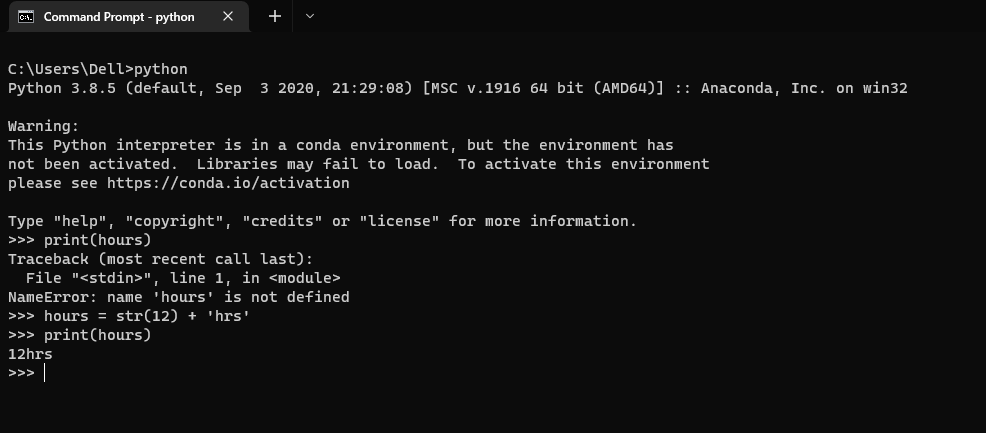 Command Prompt - python
C:\Users\Dell>python
Python 3.8.5 (default, Sep  3 2020, 21:29:08) [MSC v.1916 64 bit (AMD64)] :: Anaconda, Inc. on win32
Warning:
This Python interpreter is in a conda environment, but the environment has
not been activated.  Libraries may fail to load.  To activate this environment
please see https://conda.io/activation
Type "help", "copyright", "credits" or "license" for more information.
>>> print(hours)
Traceback (most recent call last):
  File "<stdin>", line 1, in <module>
NameError: name 'hours' is not defined
>>> hours = str(12) + 'hrs'
>>> print(hours)
12hrs
>>>